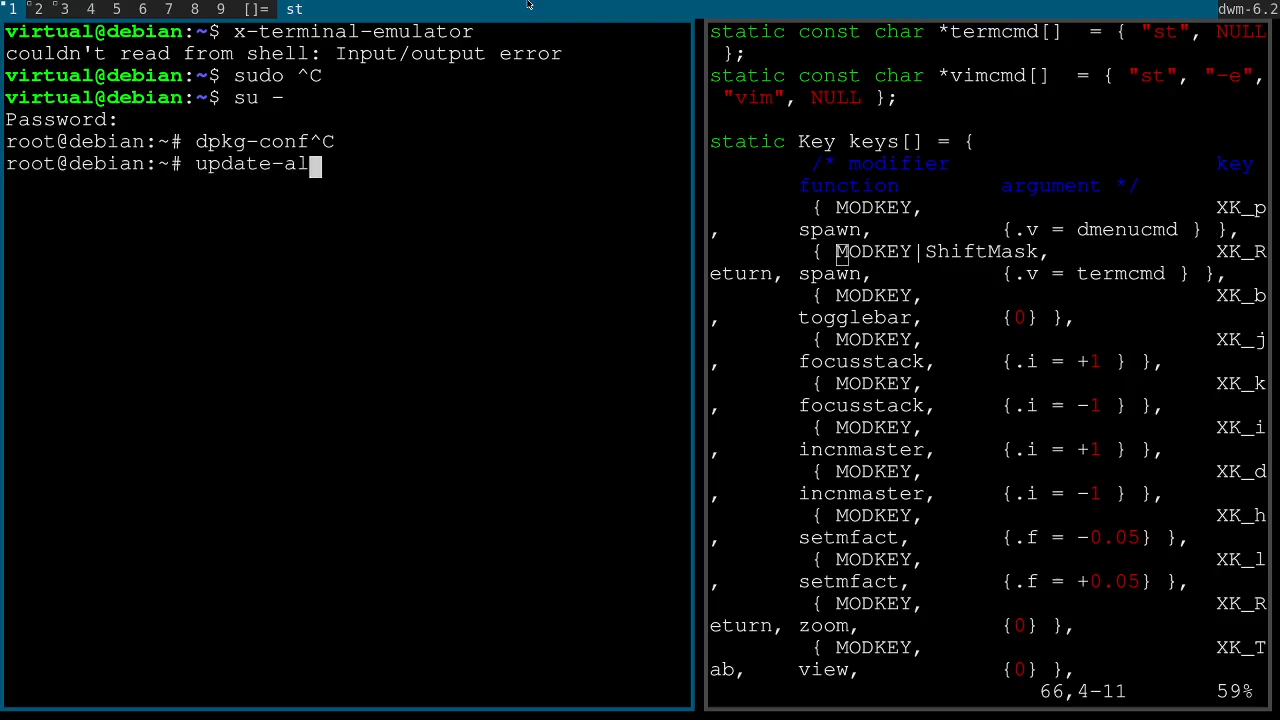 1 2 3 4 5 6 7 8 9 []= st dwm-6.2
virtual@debian:~$ x-terminal-emulator
couldn't read from shell: Input/output error
virtual@debian:~$ sudo ^C
virtual@debian:~$ su -
Password:
root@debian:~# dpkg-conf^C
root@debian:~# update-al
static const char *termcmd[]  = { "st", NULL
 };
static const char *vimcmd[]  = { "st", "-e",
 "vim", NULL };
static Key keys[] = {
/* modifier key
function argument */
{ MODKEY, XK_p
, spawn, {.v = dmenucmd } },
{ MODKEY|ShiftMask, XK_R
eturn, spawn, {.v = termcmd } },
{ MODKEY, XK_b
, togglebar, {0} },
{ MODKEY, XK_j
, focusstack, {.i = +1 } },
{ MODKEY, XK_k
, focusstack, {.i = -1 } },
{ MODKEY, XK_i
, incnmaster, {.i = +1 } },
{ MODKEY, XK_d
, incnmaster, {.i = -1 } },
{ MODKEY, XK_h
, setmfact, {.f = -0.05} },
{ MODKEY, XK_l
, setmfact, {.f = +0.05} },
{ MODKEY, XK_R
eturn, zoom, {0} },
{ MODKEY, XK_T
ab, view, {0} },
66,4-11 59%